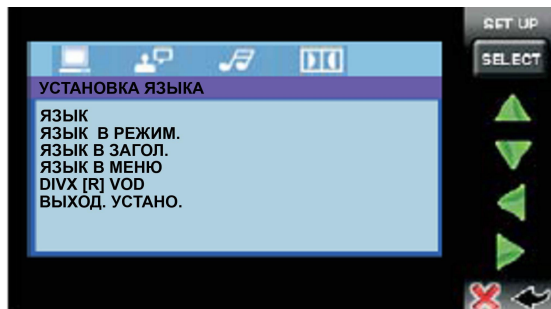 SET UP
SELECT
УСТАНОВКА ЯЗЫКА
ЯЗЫК
ЯЗЫК В РЕЖИМ.
ЯЗЫК В ЗАГОЛ.
ЯЗЫК В МЕНЮ
DIVX [R] VOD
ВЫХОД. УСТАНО.